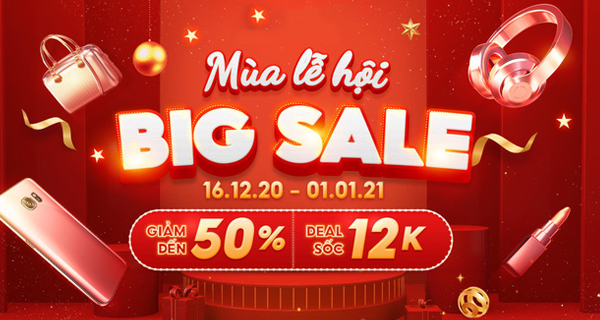 Mùa lễ hội
BIG SALE
16.12.20 - 01.01.21
GIẢM
ĐẾN
50%
DEAL
SỐC
12K